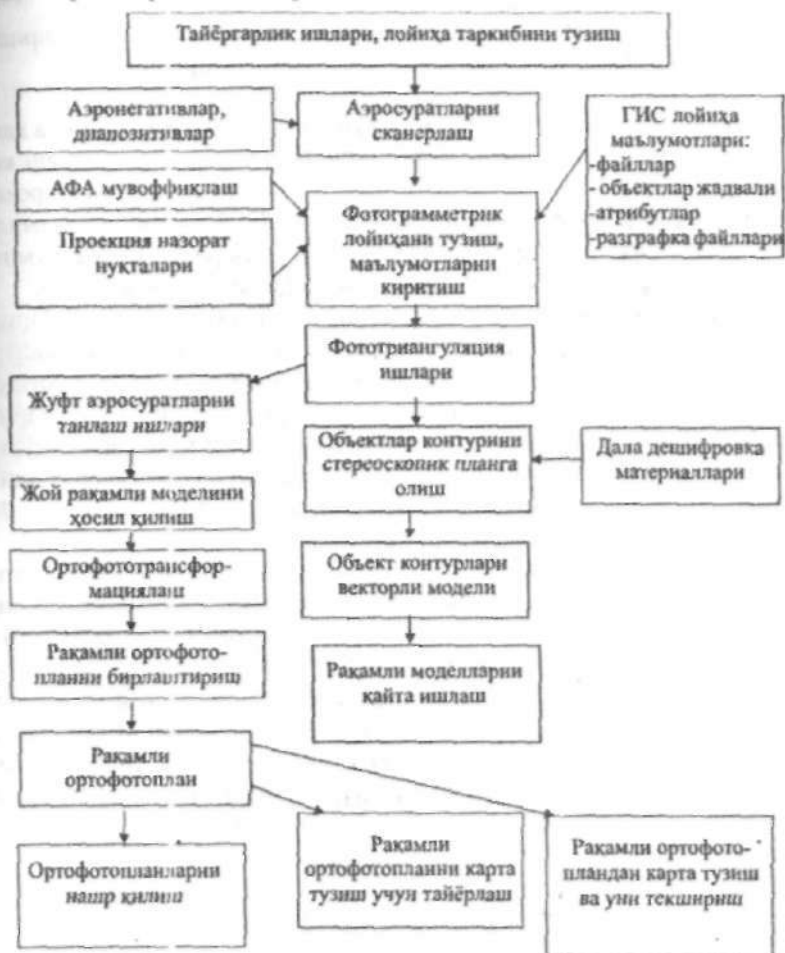 Тайёргарлик ишлари, лойиҳа таркибини тузиш
Аэронегативлар,
диапозитивлар
Аэросуратларни
сканерлаш
ГИС лойиҳа
маълумотлари:
-файллар
- объектлар жадвали
-атрибутлар
-разграфка файллари
АФА мувоффиқлаш
Проекция назорат
нуқталари
Фотограмметрик
лойиҳани тузиш,
маълумотларни
киритиш
Фототриангуляция
ишлари
Жуфт аэросуратларни
танлаш ишлари
Объектлар контурини
стереоскопик планга
олиш
Дала дешифровка
материаллари
Жой рақамли моделини
ҳосил қилиш
Ортофототрансфор-
мациялаш
Объект контурлари
векторли модели
Рақамли ортофото-
планни бирлаштириш
Рақамли моделларни
қайта ишлаш
Рақамли
ортофотоплан
Ортофотопланларни
нашр қилиш
Рақамли
ортофотопланни карта
тузиш учун тайёрлаш
Рақамли ортофото-
пландан карта тузиш
ва уни текшириш